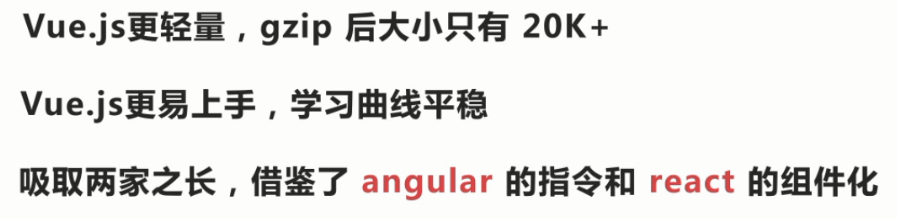 Vue.js更轻量，gzip 后大小只有 20K+
Vue.js更易上手，学习曲线平稳
吸取两家之长，借鉴了 angular 的指令和 react 的组件化